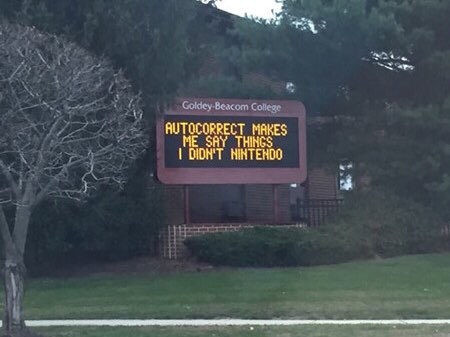 Goldey-Beacom College
AUTOCORRECT MAKES
ME SAY THINGS
I DIDN'T NINTENDO